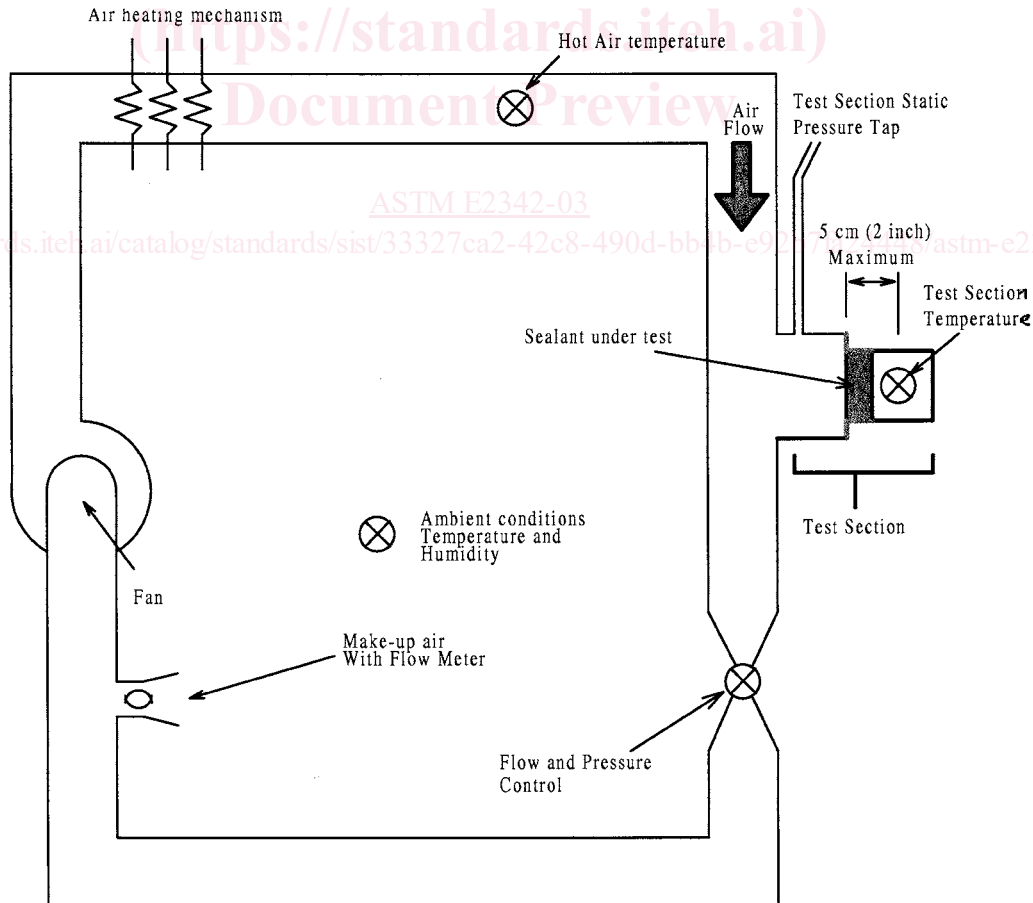 Air heating mechanism
(https://standards.iteh.ai)
Hot Air temperature
Document Preview
Air
Flow
Test Section Static
Pressure Tap
ASTM E2342-03
5 cm (2 inch)
Maximum
Test Section
Temperature
Sealant under test
Test Section
Ambient conditions
Temperature and
Humidity
Fan
Make-up air
With Flow Meter
Flow and Pressure
Control